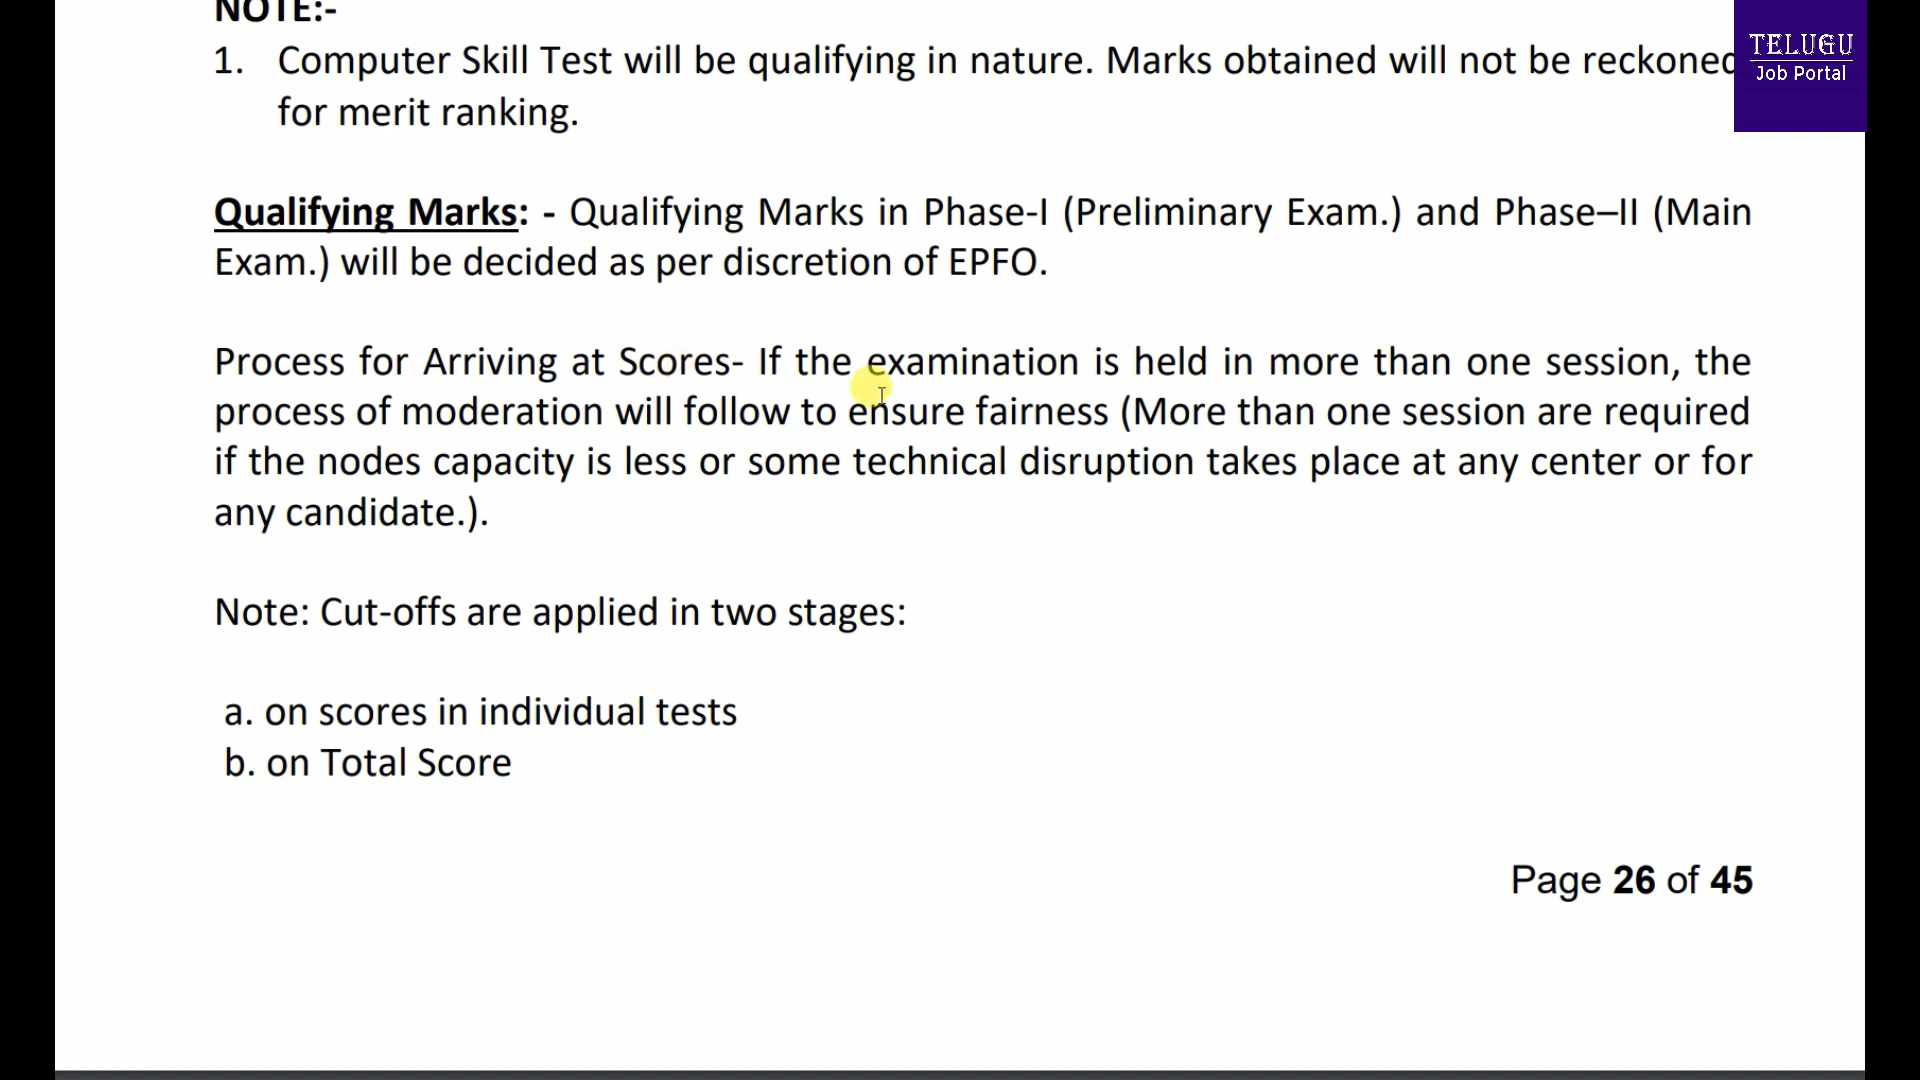 NOTE:-
TELUGU
Job Portal
1. Computer Skill Test will be qualifying in nature. Marks obtained will not be reckoned
for merit ranking.
Qualifying Marks: - Qualifying Marks in Phase-I (Preliminary Exam.) and Phase–II (Main
Exam.) will be decided as per discretion of EPFO.
Process for Arriving at Scores- If the examination is held in more than one session, the
process of moderation will follow to ensure fairness (More than one session are required
if the nodes capacity is less or some technical disruption takes place at any center or for
any candidate.).
Note: Cut-offs are applied in two stages:
a. on scores in individual tests
b. on Total Score
Page 26 of 45